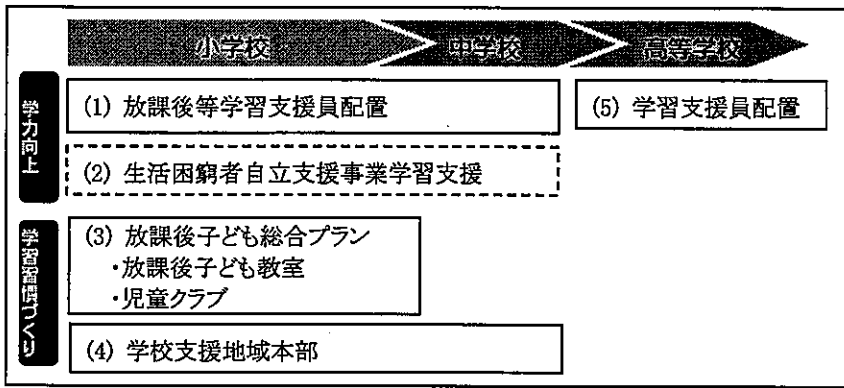 小学校
中学校
高等学校
学力向上
(1) 放課後等学習支援員配置
(5) 学習支援員配置
(2) 生活困窮者自立支援事業学習支援
学習習慣づくり
(3) 放課後子ども総合プラン
・放課後子ども教室
・児童クラブ
(4) 学校支援地域本部